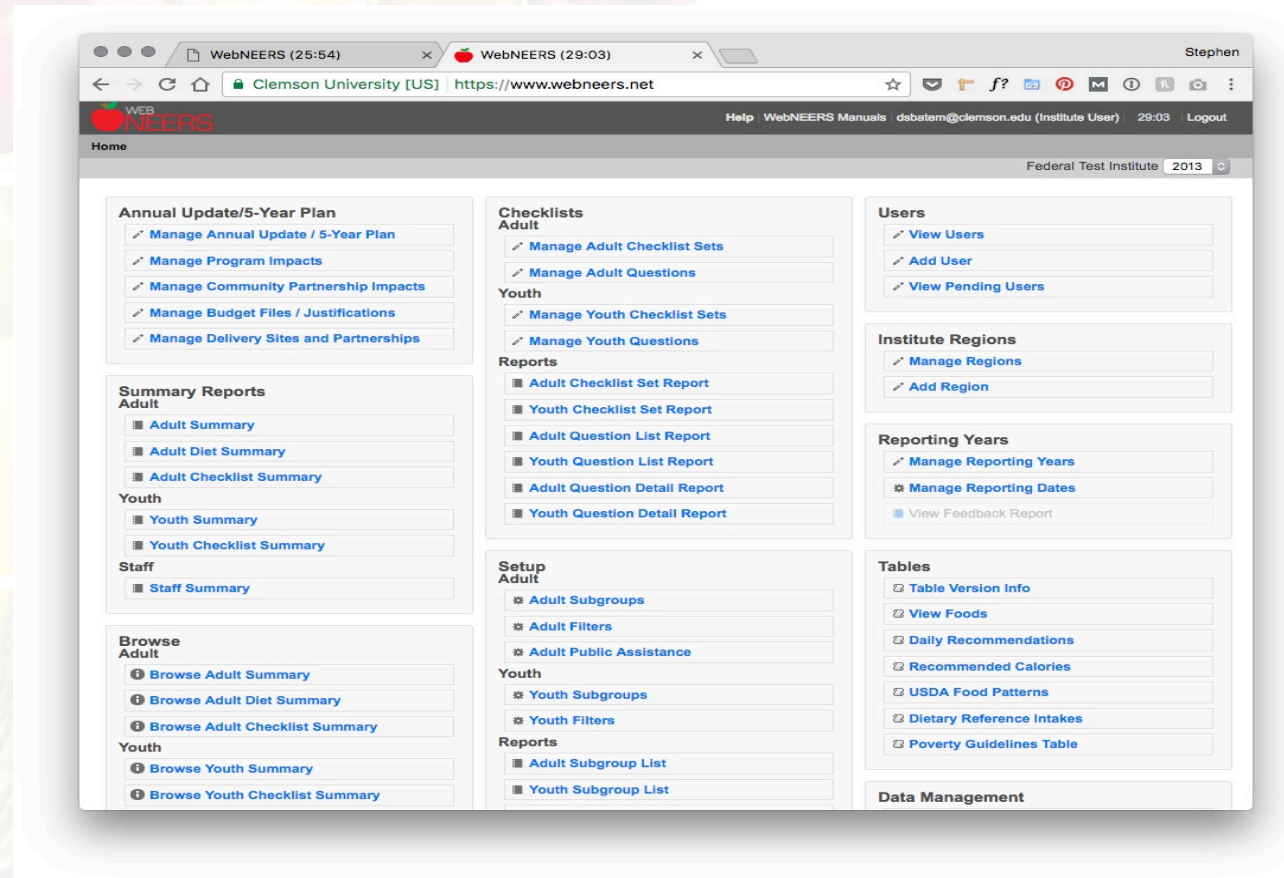 WebNEERS (25:54)
WebNEERS (29:03)
Stephen
Clemson University [US]
https://www.webneers.net
f?
WEB
NEERS
Help
WebNEERS Manuals
dsbatem@clemson.edu (Institute User)
29:03
Logout
Home
Federal Test Institute 2013
Annual Update/5-Year Plan
Manage Annual Update / 5-Year Plan
Manage Program Impacts
Manage Community Partnership Impacts
Manage Budget Files / Justifications
Manage Delivery Sites and Partnerships
Summary Reports
Adult
Adult Summary
Adult Diet Summary
Adult Checklist Summary
Youth
Youth Summary
Youth Checklist Summary
Staff
Staff Summary
Browse
Adult
Browse Adult Summary
Browse Adult Diet Summary
Browse Adult Checklist Summary
Youth
Browse Youth Summary
Browse Youth Checklist Summary
Checklists
Adult
Manage Adult Checklist Sets
Manage Adult Questions
Youth
Manage Youth Checklist Sets
Manage Youth Questions
Reports
Adult Checklist Set Report
Youth Checklist Set Report
Adult Question List Report
Youth Question List Report
Adult Question Detail Report
Youth Question Detail Report
Setup
Adult
Adult Subgroups
Adult Filters
Adult Public Assistance
Youth
Youth Subgroups
Youth Filters
Reports
Adult Subgroup List
Youth Subgroup List
Users
View Users
Add User
View Pending Users
Institute Regions
Manage Regions
Add Region
Reporting Years
Manage Reporting Years
Manage Reporting Dates
View Feedback Report
Tables
Table Version Info
View Foods
Daily Recommendations
Recommended Calories
USDA Food Patterns
Dietary Reference Intakes
Poverty Guidelines Table
Data Management